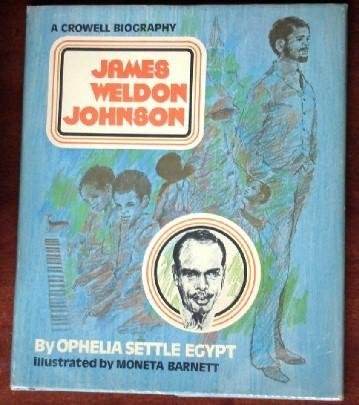 A CROWELL BIOGRAPHY
JAMES
WELDON
JOHNSON
By OPHELIA SETTLE EGYPT
illustrated by MONETA BARNETT